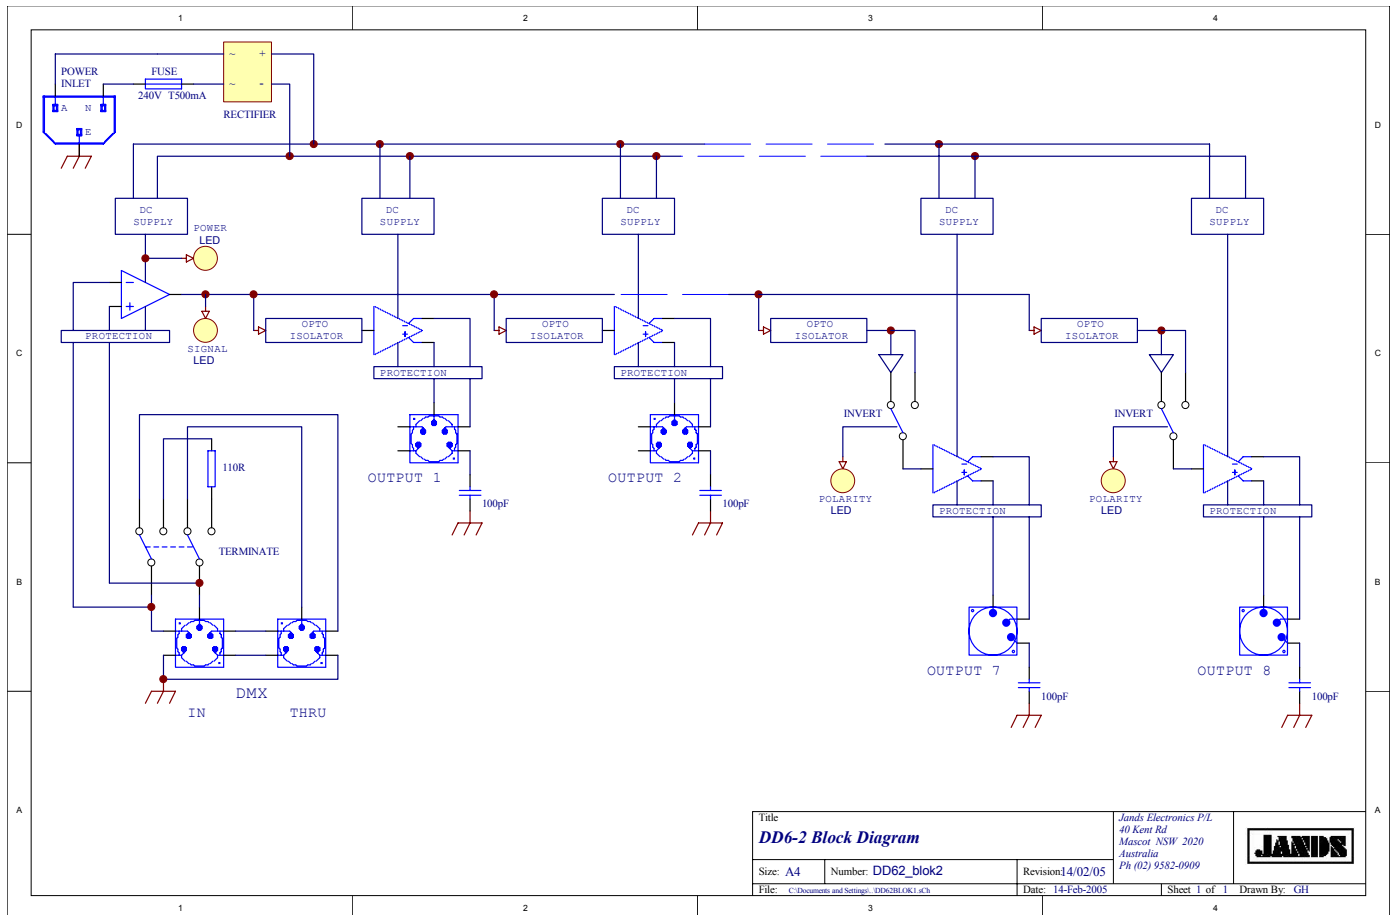 1 2 3 4
D D
C C
B B
A A
1 2 3 4
POWER
INLET
A N
E
FUSE
240V T500mA
~ +
~ -
RECTIFIER
DC
SUPPLY
DC
SUPPLY
DC
SUPPLY
DC
SUPPLY
DC
SUPPLY
POWER
LED
-
+
PROTECTION
SIGNAL
LED
OPTO
ISOLATOR
-
+
PROTECTION
OUTPUT 1
100pF
OPTO
ISOLATOR
-
+
PROTECTION
OUTPUT 2
100pF
OPTO
ISOLATOR
INVERT
POLARITY
LED
-
+
PROTECTION
OUTPUT 7
100pF
OPTO
ISOLATOR
INVERT
POLARITY
LED
-
+
PROTECTION
OUTPUT 8
100pF
110R
TERMINATE
DMX
IN THRU
Title
DD6-2 Block Diagram
Size: A4 Number: DD62_blok2 Revision:14/02/05
File: C:\Documents and Settings\..\DD62BLOK1.sCh Date: 14-Feb-2005 Sheet 1 of 1 Drawn By: GH
Jands Electronics P/L
40 Kent Rd
Mascot NSW 2020
Australia
Ph (02) 9582-0909
JANDS